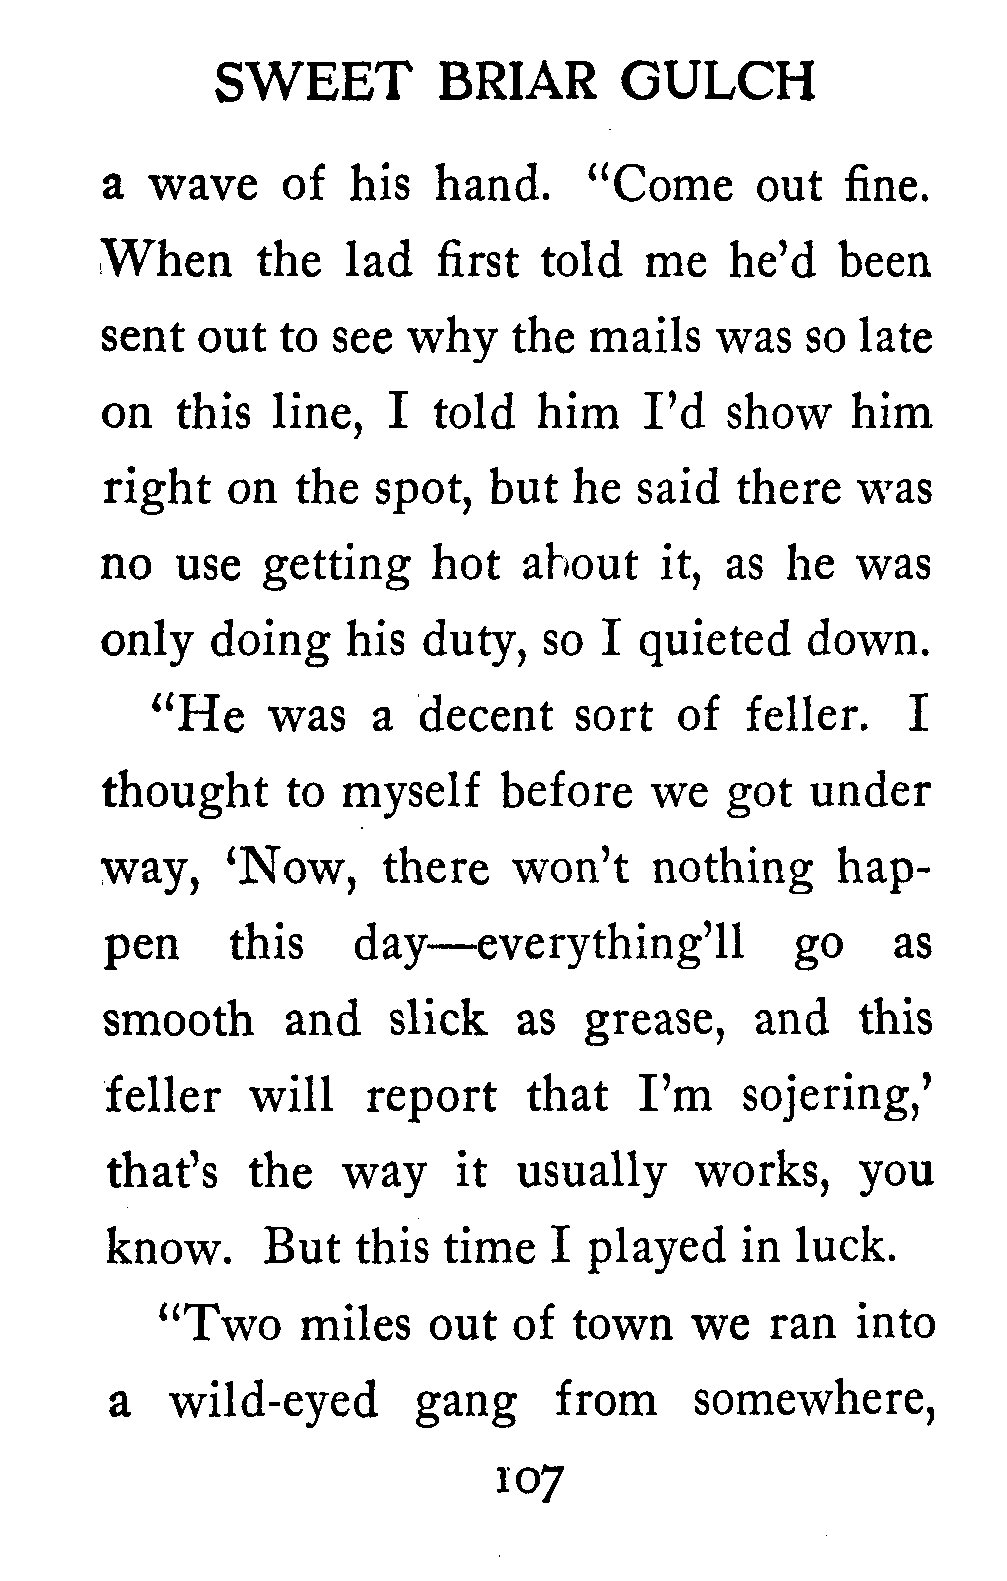 SWEET BRIAR GULCH
a wave of his hand. “Come out fine.
When the lad first told me he’d been
sent out to see why the mails was so late
on this line, I told him I’d show him
right on the spot, but he said there was
no use getting hot about it, as he was
only doing his duty, so I quieted down.
“He was a decent sort of feller. I
thought to myself before we got under
way, ‘Now, there won’t nothing hap-
pen this day—everything’ll go as
smooth and slick as grease, and this
feller will report that I’m sojering,’
that’s the way it usually works, you
know. But this time I played in luck.
“Two miles out of town we ran into
a wild-eyed gang from somewhere,
107